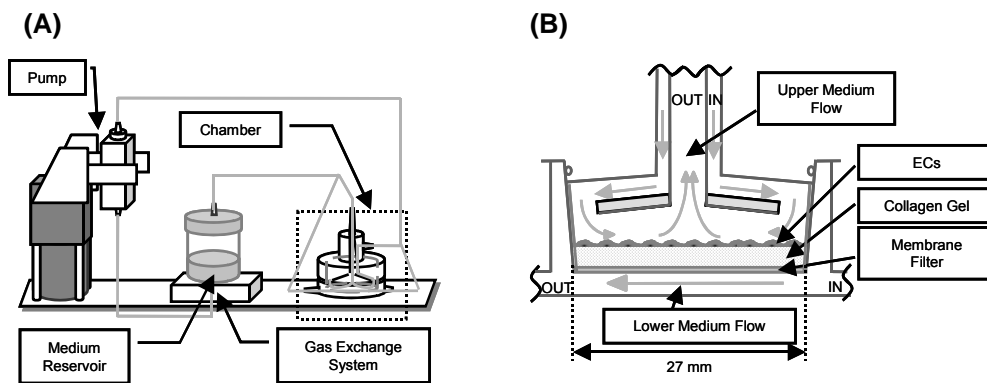 (A)
Pump
Chamber
Medium
Reservoir
Gas Exchange
System
(B)
OUT IN
Upper Medium
Flow
ECs
Collagen Gel
Membrane
Filter
OUT
IN
Lower Medium Flow
27 mm